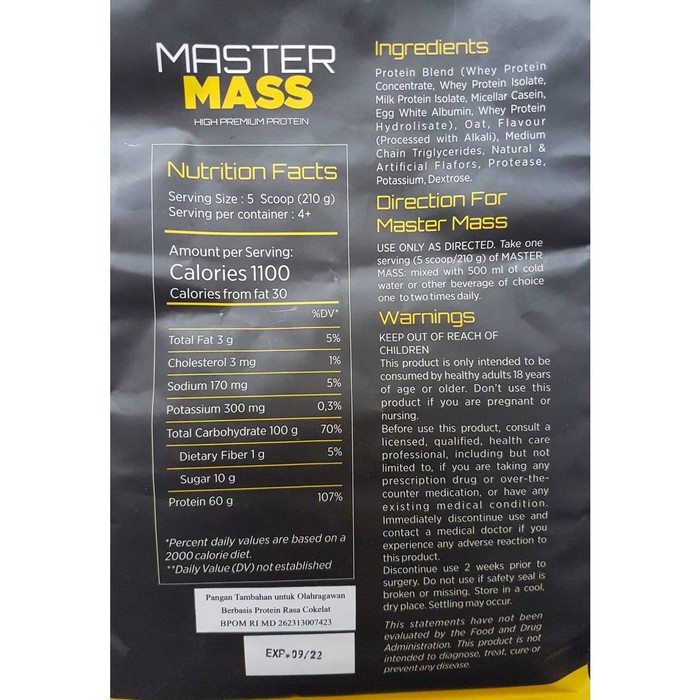 MASTER
MASS
HIGH PREMIUM PROTEIN
Nutrition Facts
Serving Size : 5 Scoop (210 g)
Serving per container : 4+
Amount per Serving:
Calories 1100
Calories from fat 30
%DV*
Total Fat 3 g 5%
Cholesterol 3 mg 1%
Sodium 170 mg 5%
Potassium 300 mg 0,3%
Total Carbohydrate 100 g 70%
Dietary Fiber 1 g 5%
Sugar 10 g
Protein 60 g 107%
*Percent daily values are based on a
2000 calorie diet.
**Daily Value (DV) not established
Pangan Tambahan untuk Olahragawan
Berbasis Protein Rasa Cokelat
BPOM RI MD 262313007423
EXP.09/22
Ingredients
Protein Blend (Whey Protein
Concentrate, Whey Protein Isolate,
Milk Protein Isolate, Micellar Casein,
Egg White Albumin, Whey Protein
Hydrolisate), Oat, Flavour
(Processed with Alkali), Medium
Chain Triglycerides, Natural &
Artificial Flafors, Protease,
Potassium, Dextrose.
Direction For
Master Mass
USE ONLY AS DIRECTED. Take one
serving (5 scoop/210 g) of MASTER
MASS: mixed with 500 ml of cold
water or other beverage of choice
one to two times daily.
Warnings
KEEP OUT OF REACH OF
CHILDREN
This product is only intended to be
consumed by healthy adults 18 years
of age or older. Don't use this
product if you are pregnant or
nursing.
Before use this product, consult a
licensed, qualified, health care
professional, including but not
limited to, if you are taking any
prescription drug or over-the-
counter medication, or have any
existing medical condition.
Immediately discontinue use and
contact a medical doctor if you
experience any adverse reaction to
this product.
Discontinue use 2 weeks prior to
surgery. Do not use if safety seal is
broken or missing. Store in a cool,
dry place. Settling may occur.
This statements have not been
evaluated by the Food and Drug
Administration. This product is not
intended to diagnose, treat, cure or
prevent any disease.